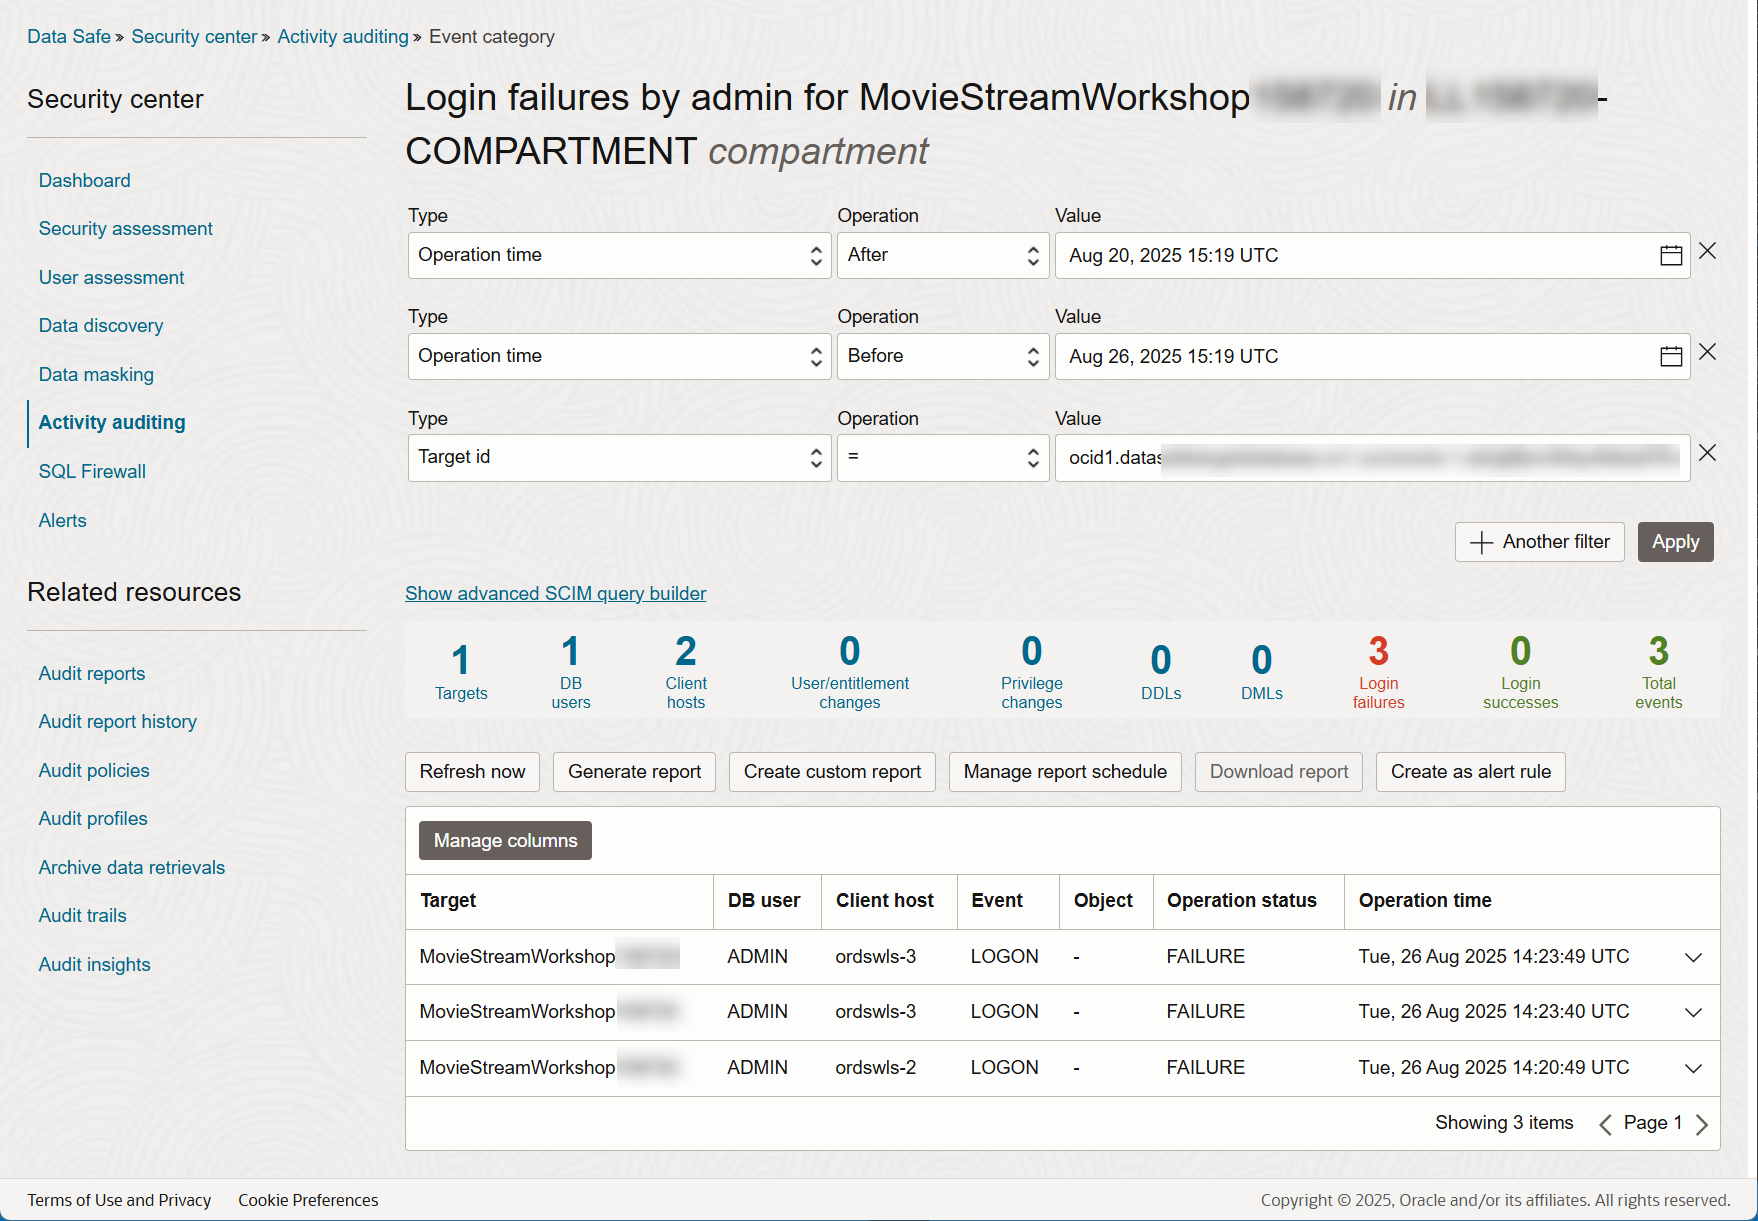 Data Safe » Security center » Activity auditing » Event category
Security center
Dashboard
Security assessment
User assessment
Data discovery
Data masking
Activity auditing
SQL Firewall
Alerts
Related resources
Audit reports
Audit report history
Audit policies
Audit profiles
Archive data retrievals
Audit trails
Audit insights
Login failures by admin for MovieStreamWorkshop in -
COMPARTMENT compartment
Type Operation Value
Operation time After Aug 20, 2025 15:19 UTC
Type Operation Value
Operation time Before Aug 26, 2025 15:19 UTC
Type Operation Value
Target id = ocid1.datas
Another filter Apply
Show advanced SCIM query builder
1 1 2 0 0 0 0 3 0 3
Targets DB users Client hosts User/entitlement changes Privilege changes DDLs DMLs Login failures Login successes Total events
Refresh now Generate report Create custom report Manage report schedule Download report Create as alert rule
Manage columns
Target DB user Client host Event Object Operation status Operation time
MovieStreamWorkshop ADMIN ordswls-3 LOGON - FAILURE Tue, 26 Aug 2025 14:23:49 UTC
MovieStreamWorkshop ADMIN ordswls-3 LOGON - FAILURE Tue, 26 Aug 2025 14:23:40 UTC
MovieStreamWorkshop ADMIN ordswls-2 LOGON - FAILURE Tue, 26 Aug 2025 14:20:49 UTC
Showing 3 items Page 1
Terms of Use and Privacy Cookie Preferences Copyright © 2025, Oracle and/or its affiliates. All rights reserved.